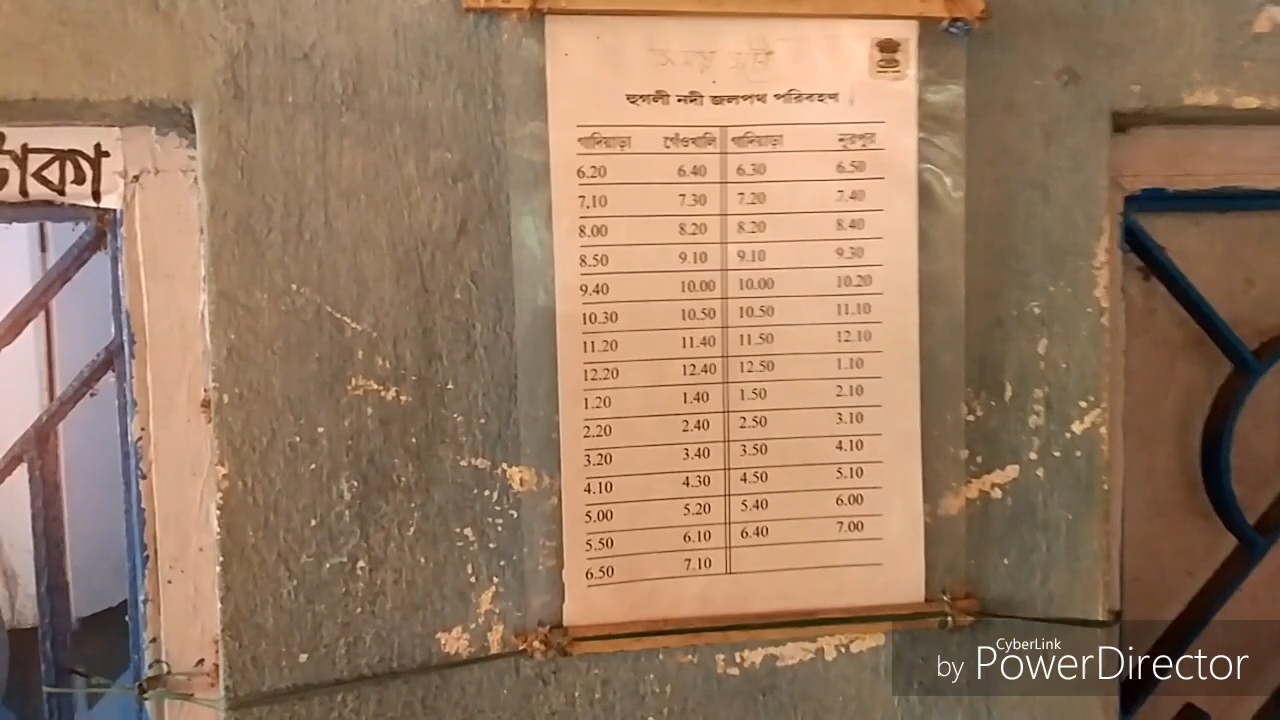 সময় সূচী
হুগলী নদী জলপথ পরিবহণ
গাদিয়াড়া গেঁওখালি গাদিয়াড়া নূরপুর
6.20 6.40 6.30 6.50
7.10 7.30 7.20 7.40
8.00 8.20 8.20 8.40
8.50 9.10 9.10 9.30
9.40 10.00 10.00 10.20
10.30 10.50 10.50 11.10
11.20 11.40 11.50 12.10
12.20 12.40 12.50 1.10
1.20 1.40 1.50 2.10
2.20 2.40 2.50 3.10
3.20 3.40 3.50 4.10
4.10 4.30 4.50 5.10
5.00 5.20 5.40 6.00
5.50 6.10 6.40 7.00
6.50 7.10
টাকা
CyberLink
by PowerDirector